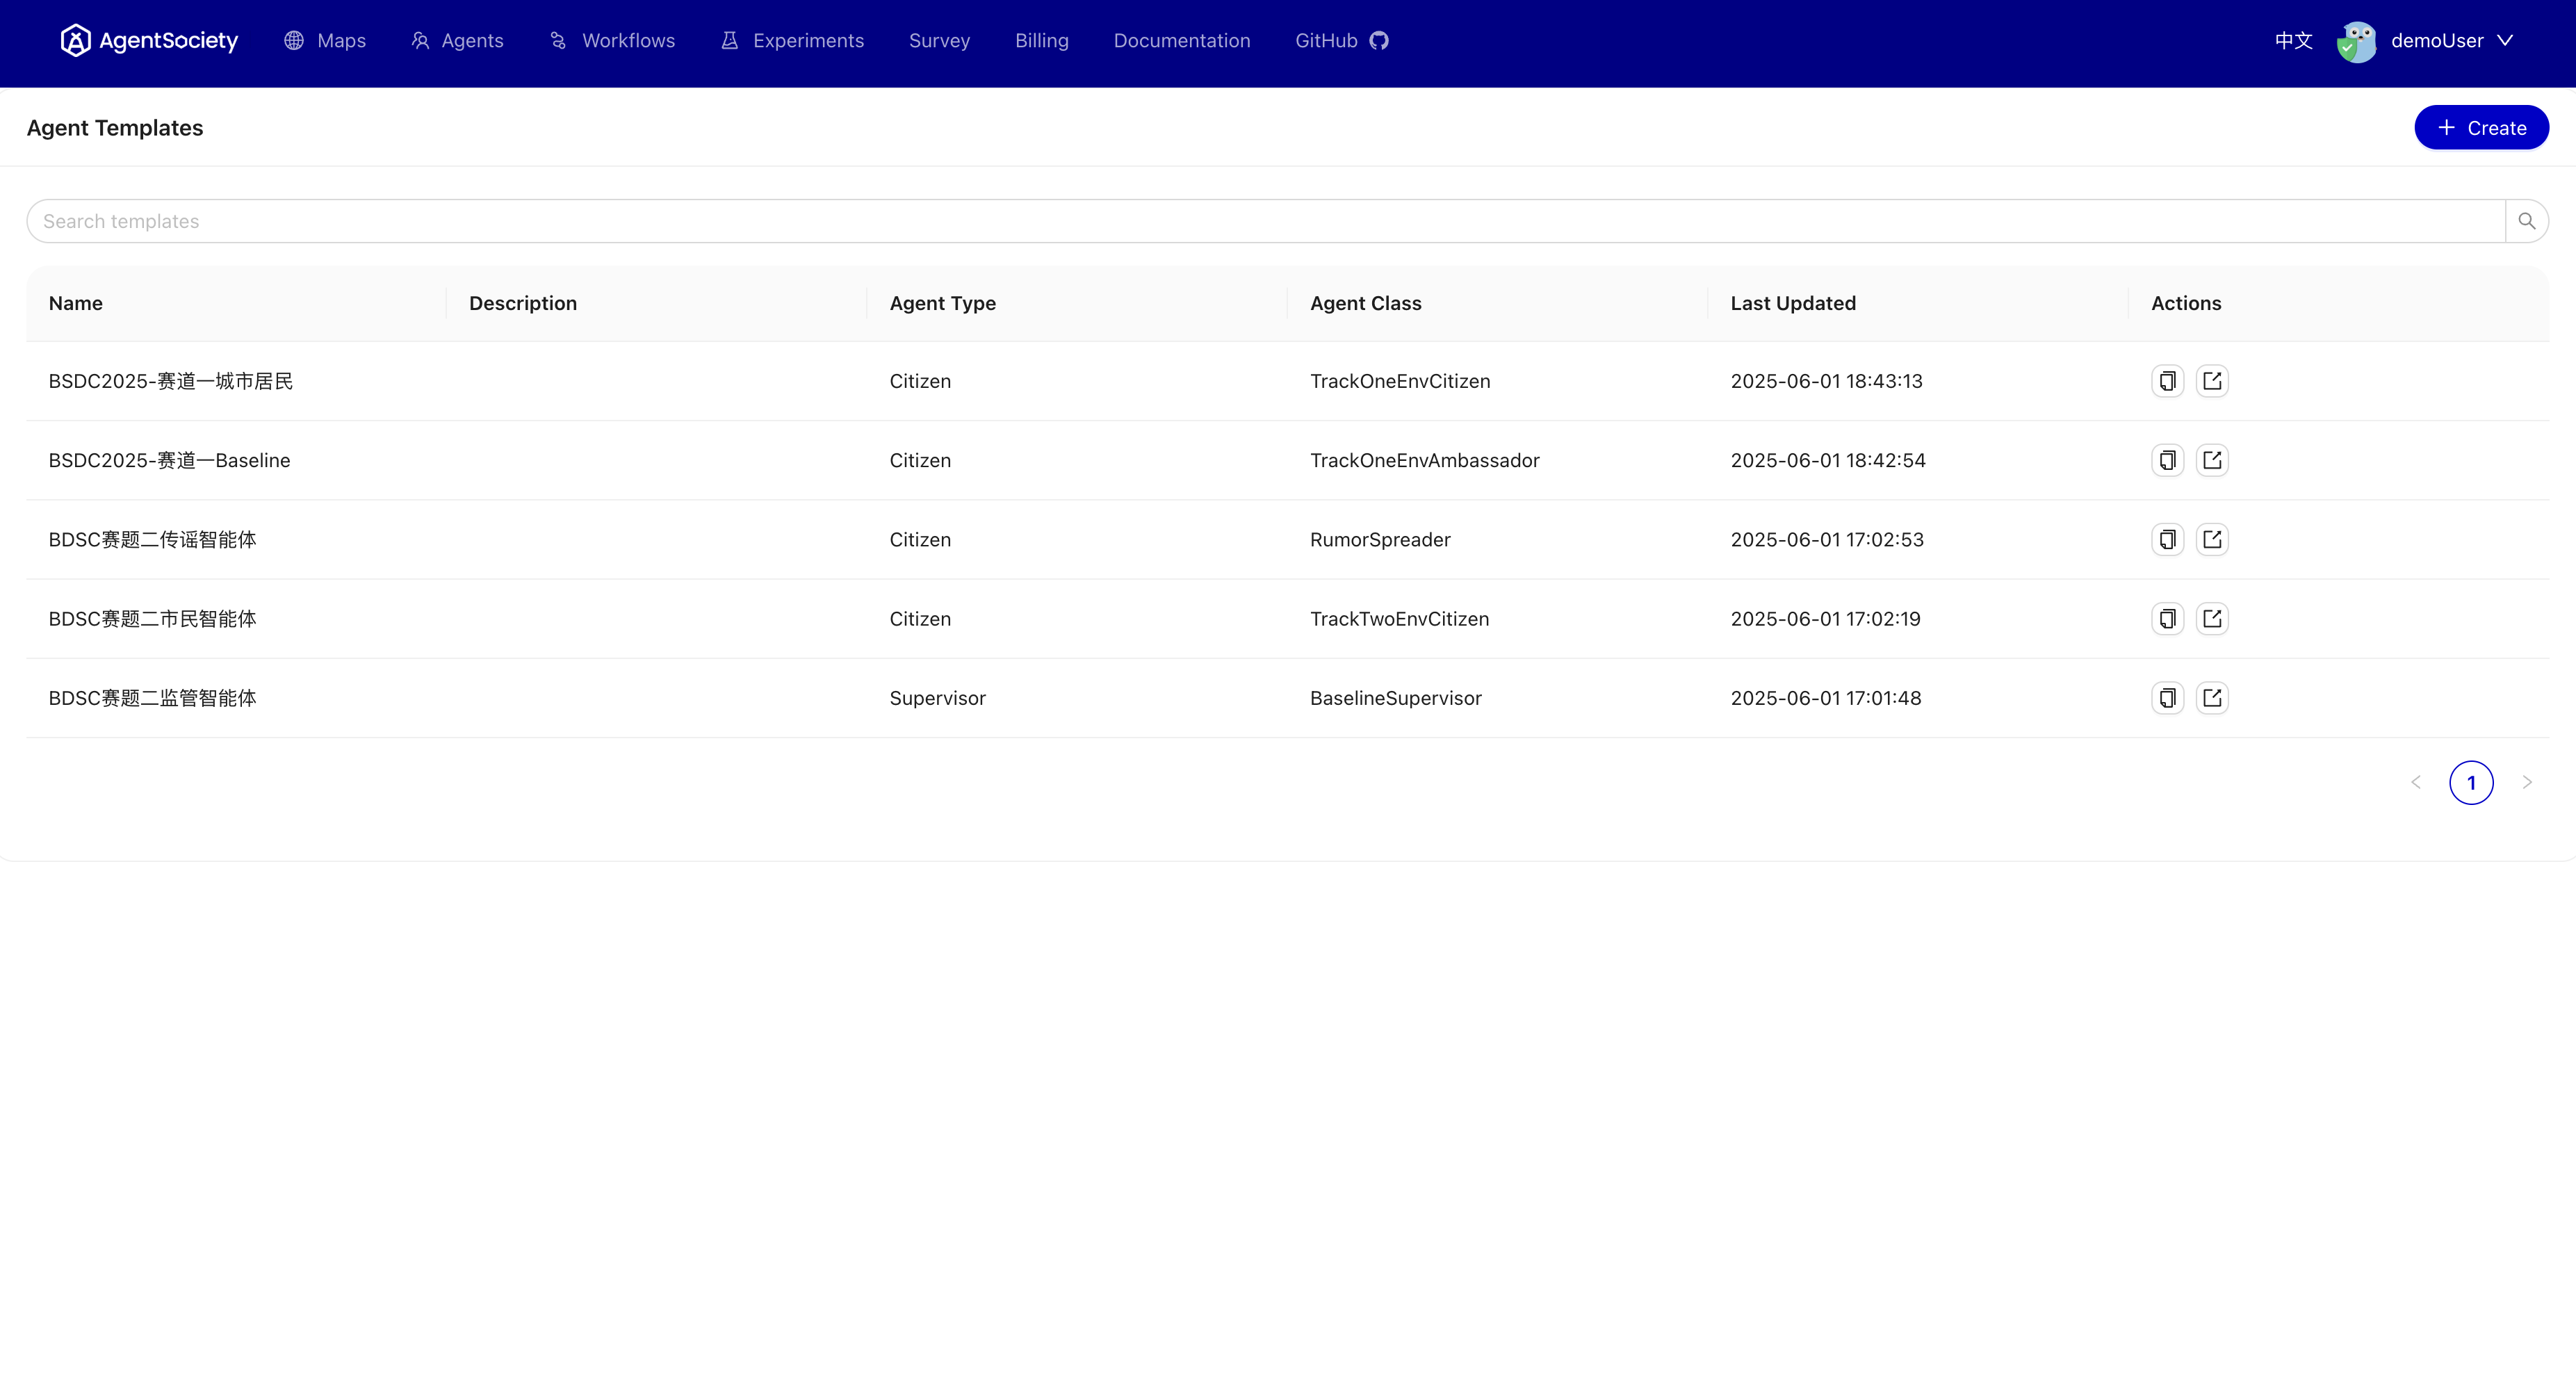 AgentSociety Maps Agents Workflows Experiments Survey Billing Documentation GitHub 中文 demoUser
Agent Templates Create
Search templates
Name Description Agent Type Agent Class Last Updated Actions
BSDC2025-赛道一城市居民 Citizen TrackOneEnvCitizen 2025-06-01 18:43:13
BSDC2025-赛道一Baseline Citizen TrackOneEnvAmbassador 2025-06-01 18:42:54
BDSC赛题二传谣智能体 Citizen RumorSpreader 2025-06-01 17:02:53
BDSC赛题二市民智能体 Citizen TrackTwoEnvCitizen 2025-06-01 17:02:19
BDSC赛题二监管智能体 Supervisor BaselineSupervisor 2025-06-01 17:01:48
1